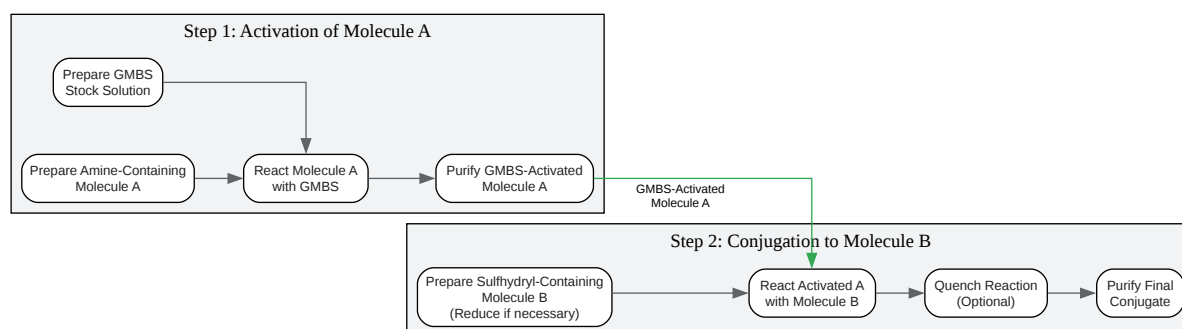 Step 1: Activation of Molecule A
Prepare GMBS
Stock Solution
Prepare Amine-Containing
Molecule A
React Molecule A
with GMBS
Purify GMBS-Activated
Molecule A
GMBS-Activated
Molecule A
Step 2: Conjugation to Molecule B
Prepare Sulfhydryl-Containing
Molecule B
(Reduce if necessary)
React Activated A
with Molecule B
Quench Reaction
(Optional)
Purify Final
Conjugate